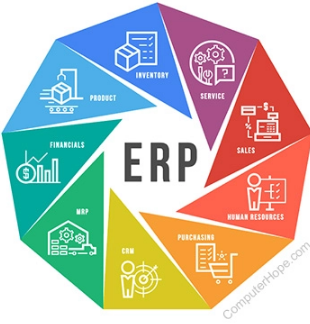 INVENTORY
SERVICE
PRODUCT
$
%
?
SALES
FINANCIALS
$
ERP
HUMAN RESOURCES
MRP
PURCHASING
CRM
ComputerHope.com